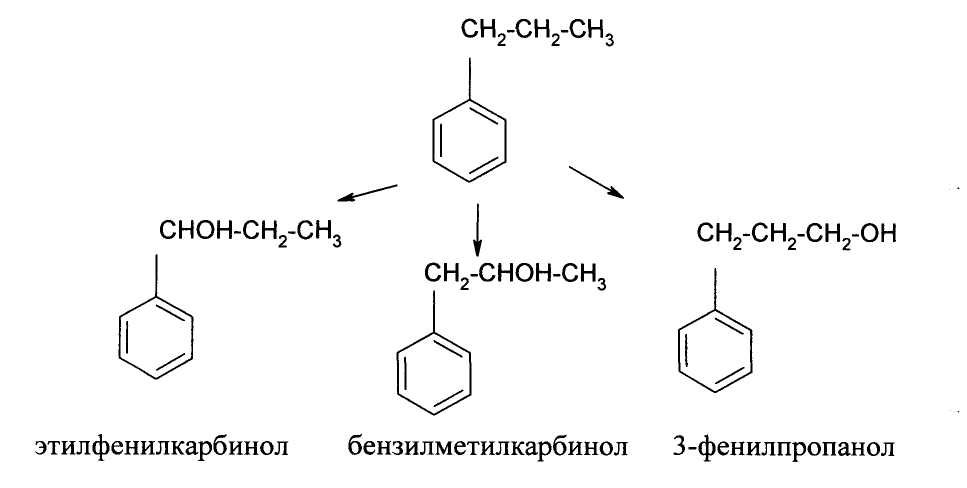 CH₂-CH₂-CH₃
CHOH-CH₂-CH₃
CH₂-CHOH-CH₃
CH₂-CH₂-CH₂-OH
этилфенилкарбинол
бензилметилкарбинол
3-фенилпропанол